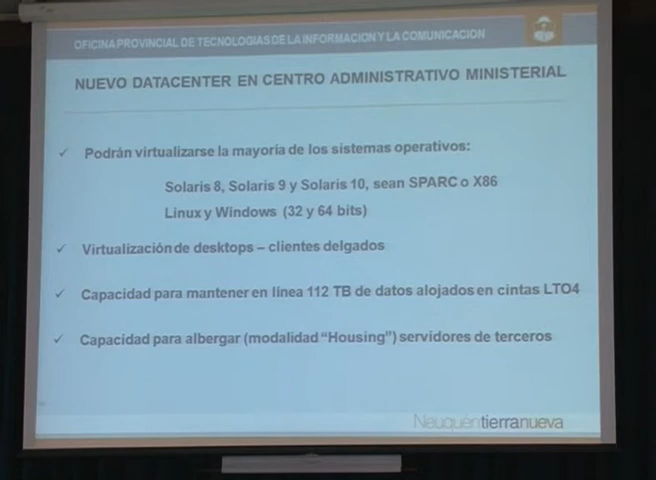 OFICINA PROVINCIAL DE TECNOLOGIAS DE LA INFORMACION Y LA COMUNICACION
NUEVO DATACENTER EN CENTRO ADMINISTRATIVO MINISTERIAL
✓ Podrán virtualizarse la mayoría de los sistemas operativos:
Solaris 8, Solaris 9 y Solaris 10, sean SPARC o X86
Linux y Windows (32 y 64 bits)
✓ Virtualización de desktops – clientes delgados
✓ Capacidad para mantener en línea 112 TB de datos alojados en cintas LTO4
✓ Capacidad para albergar (modalidad “Housing”) servidores de terceros
Neuquéntierranueva